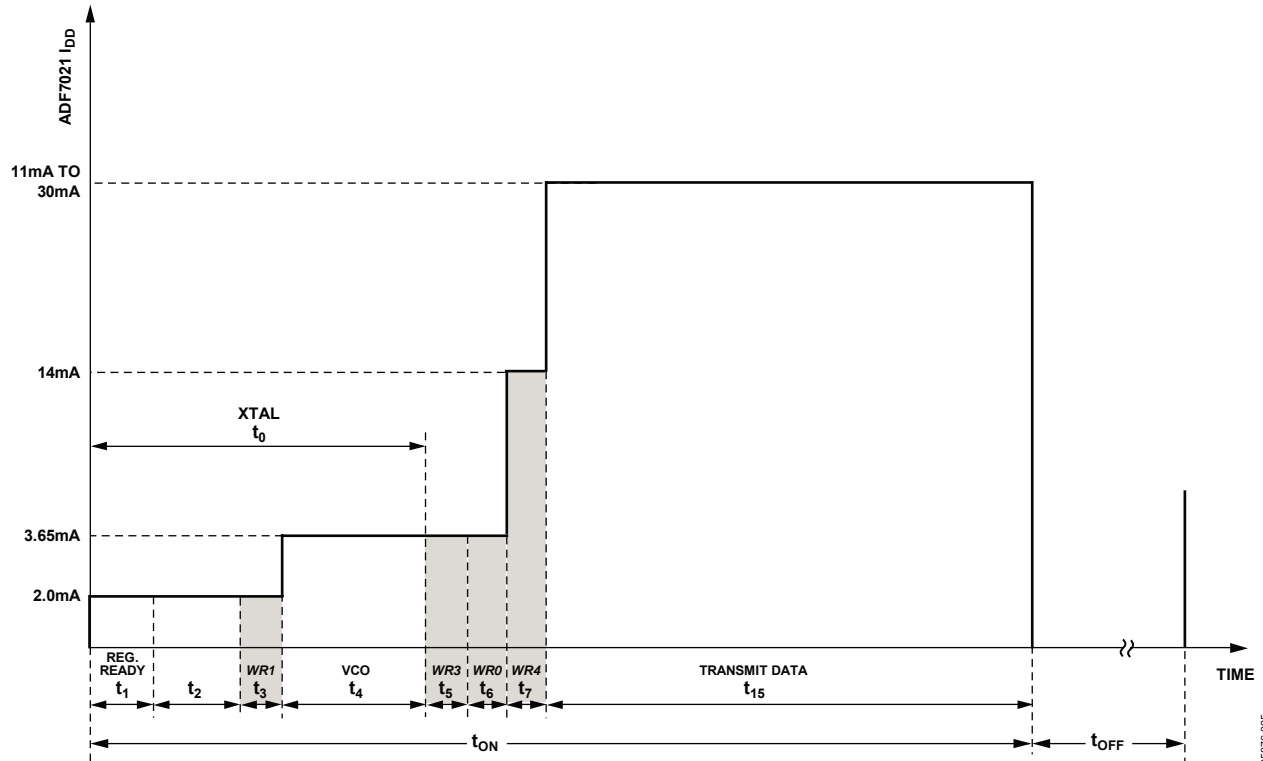 ADF7021 IDD
11mA TO
30mA
14mA
XTAL
t0
3.65mA
2.0mA
REG.
READY
t1
t2
WR1
t3
VCO
t4
WR3
t5
WR0
t6
WR4
t7
TRANSMIT DATA
t15
TIME
tON
tOFF